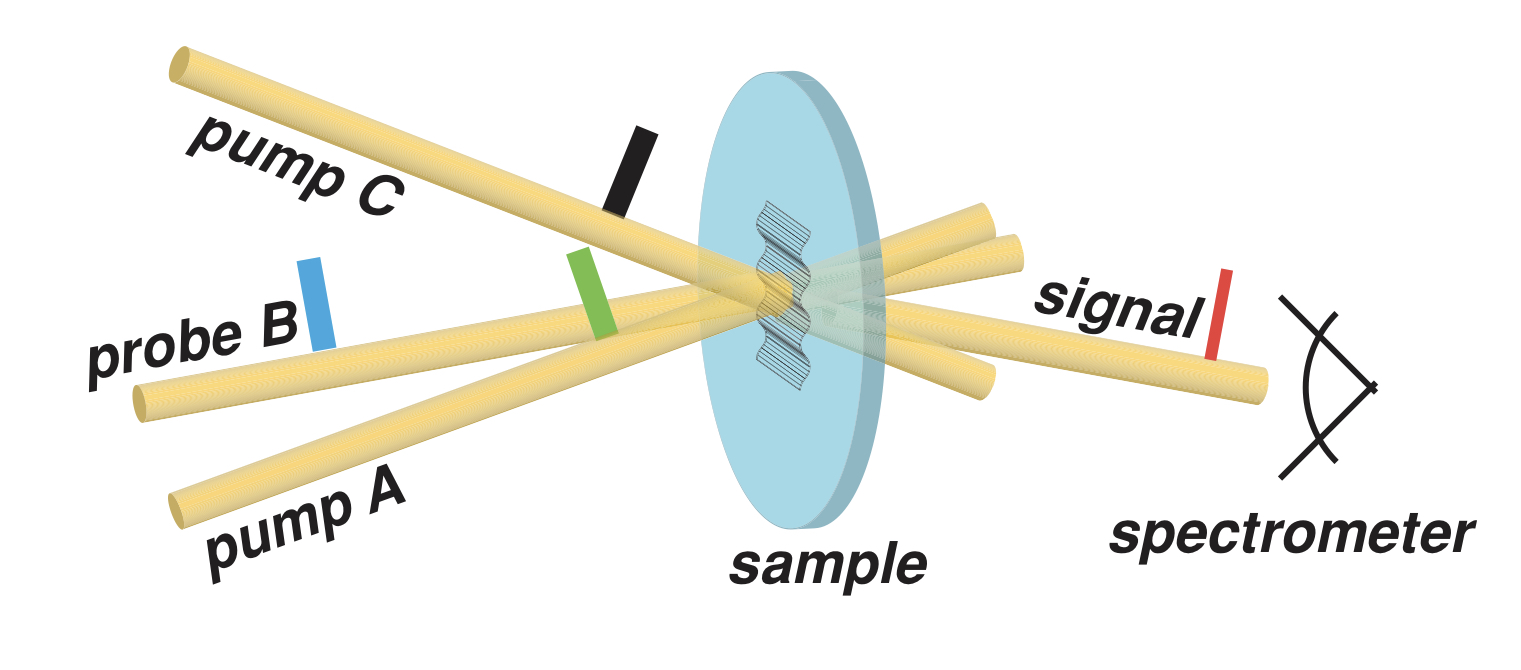 pump C
probe B
pump A
sample
signal
spectrometer